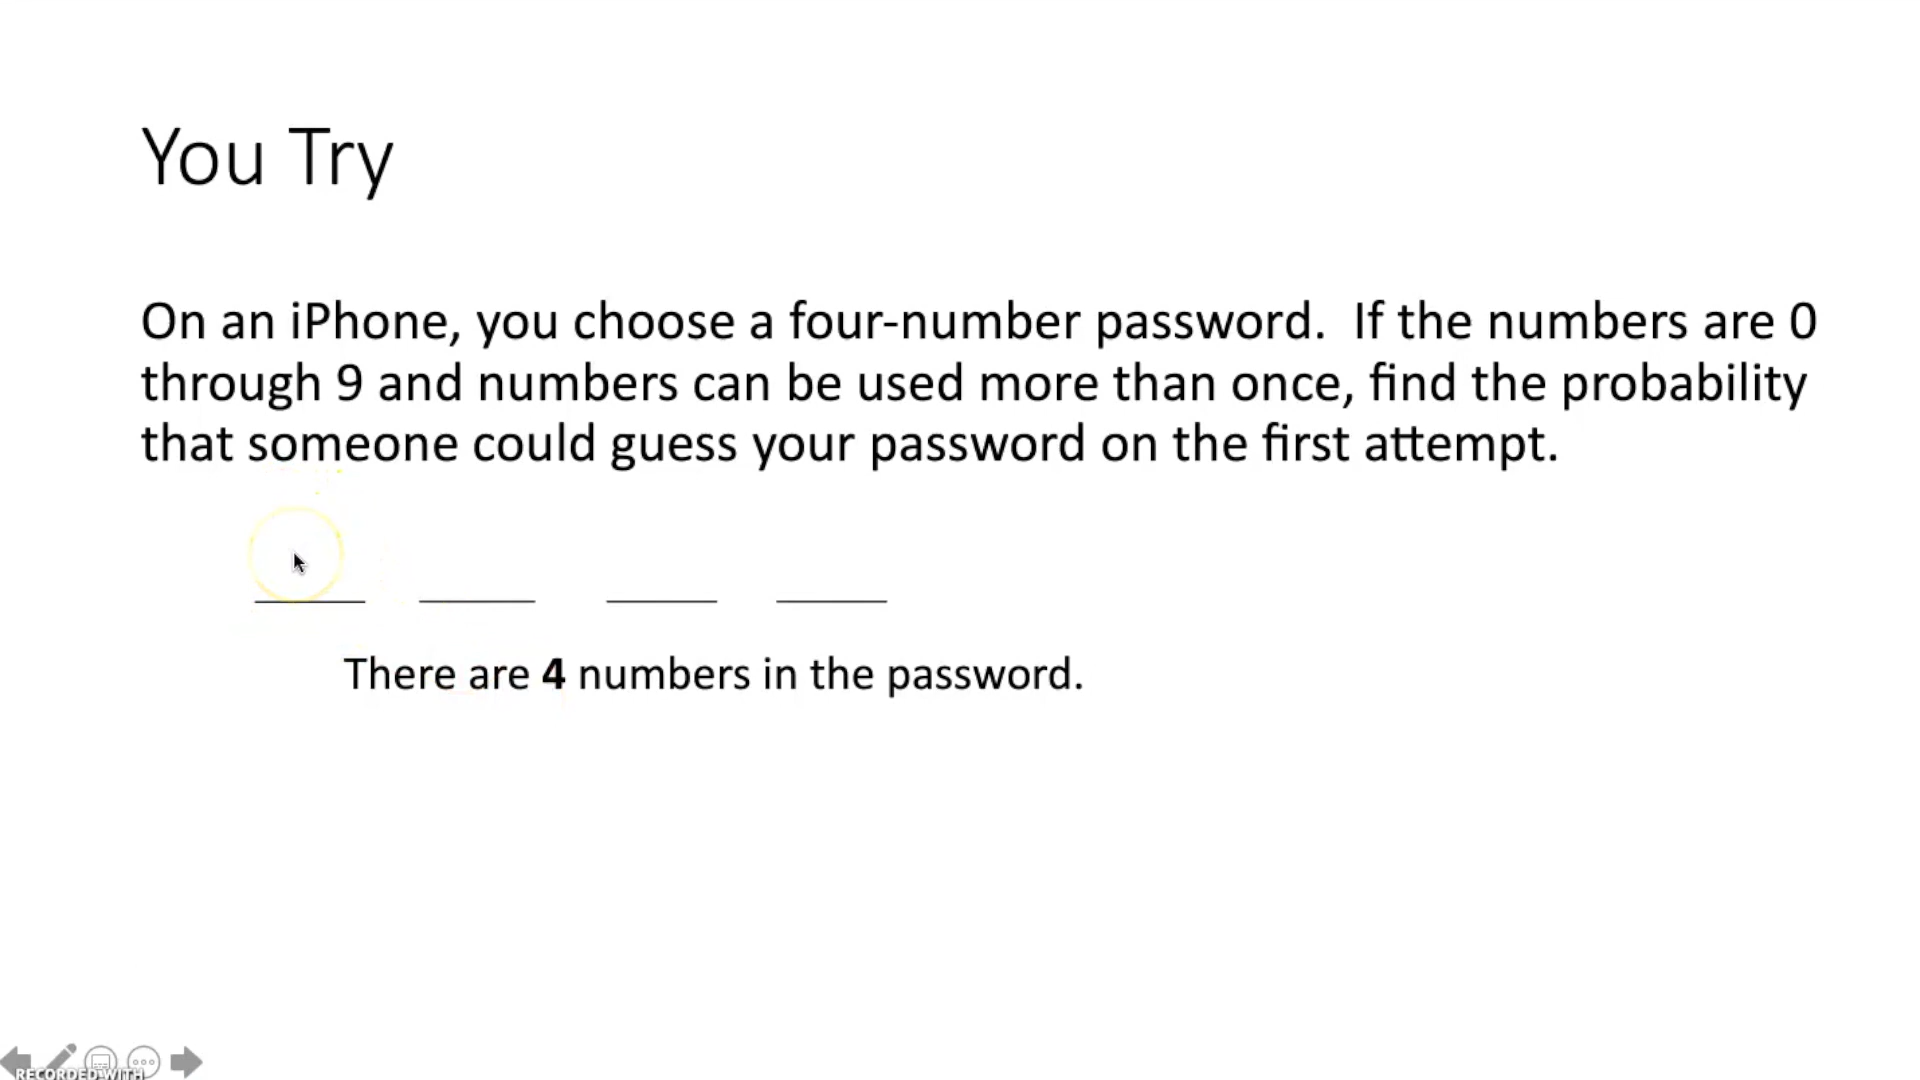 You Try
On an iPhone, you choose a four-number password.  If the numbers are 0
through 9 and numbers can be used more than once, find the probability
that someone could guess your password on the first attempt.
There are 4 numbers in the password.
RECORDED WITH